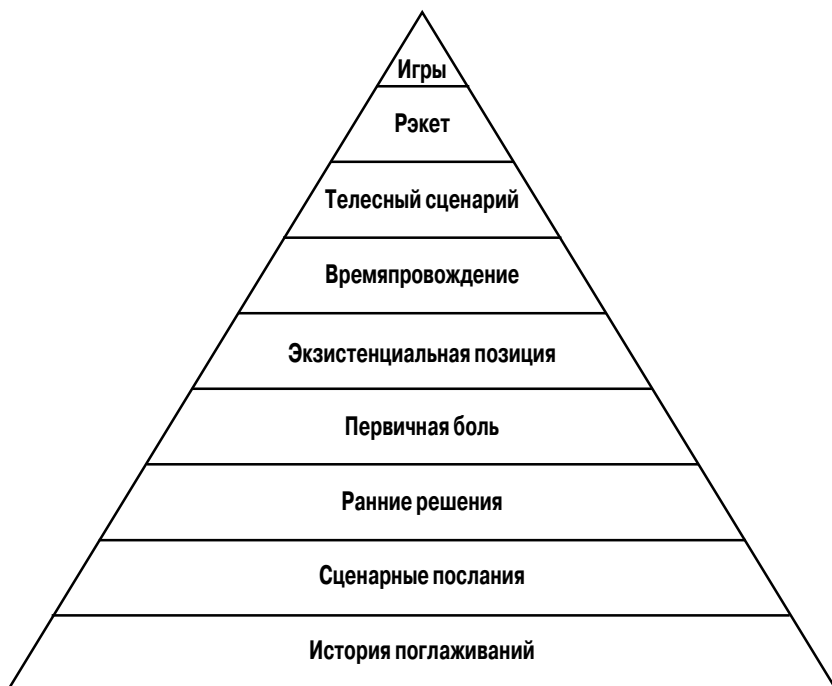 Игры
Рэкет
Телесный сценарий
Времяпровождение
Экзистенциальная позиция
Первичная боль
Ранние решения
Сценарные послания
История поглаживаний